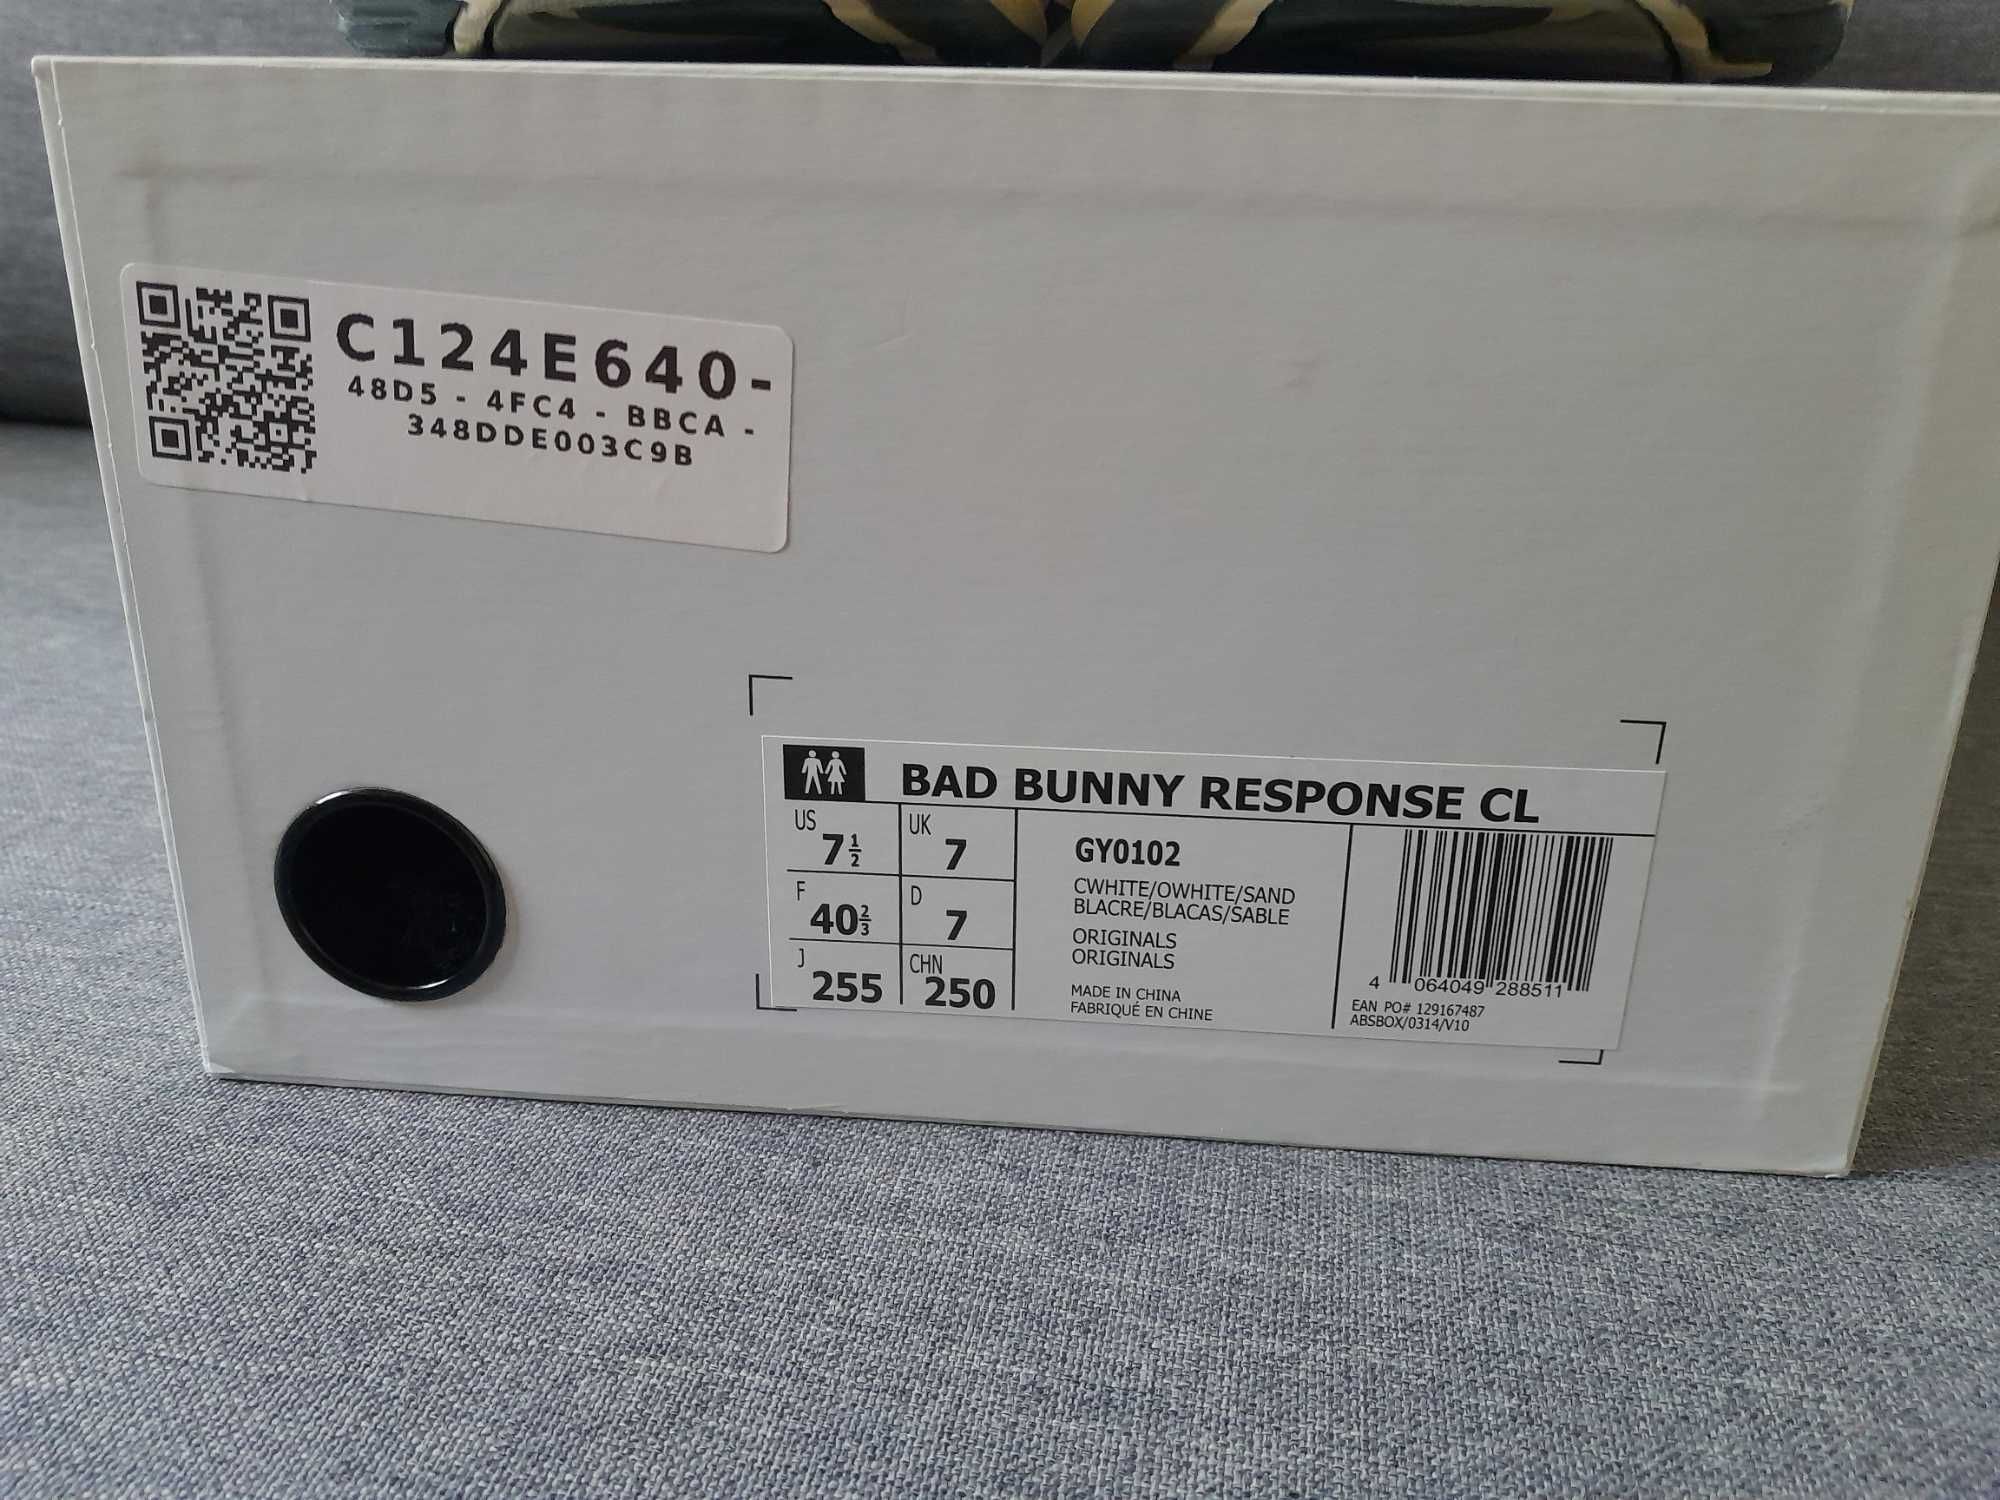 C124E640-
48D5 - 4FC4 - BBCA -
348DDE003C9B
BAD BUNNY RESPONSE CL
US 7½ UK 7
F 40⅔ D 7
J 255 CHN 250
GY0102
CWHITE/OWHITE/SAND
BLACRE/BLACAS/SABLE
ORIGINALS
ORIGINALS
MADE IN CHINA
FABRIQUÉ EN CHINE
4 064049 288511
EAN PO# 129167487
ABSBOX/0314/V10